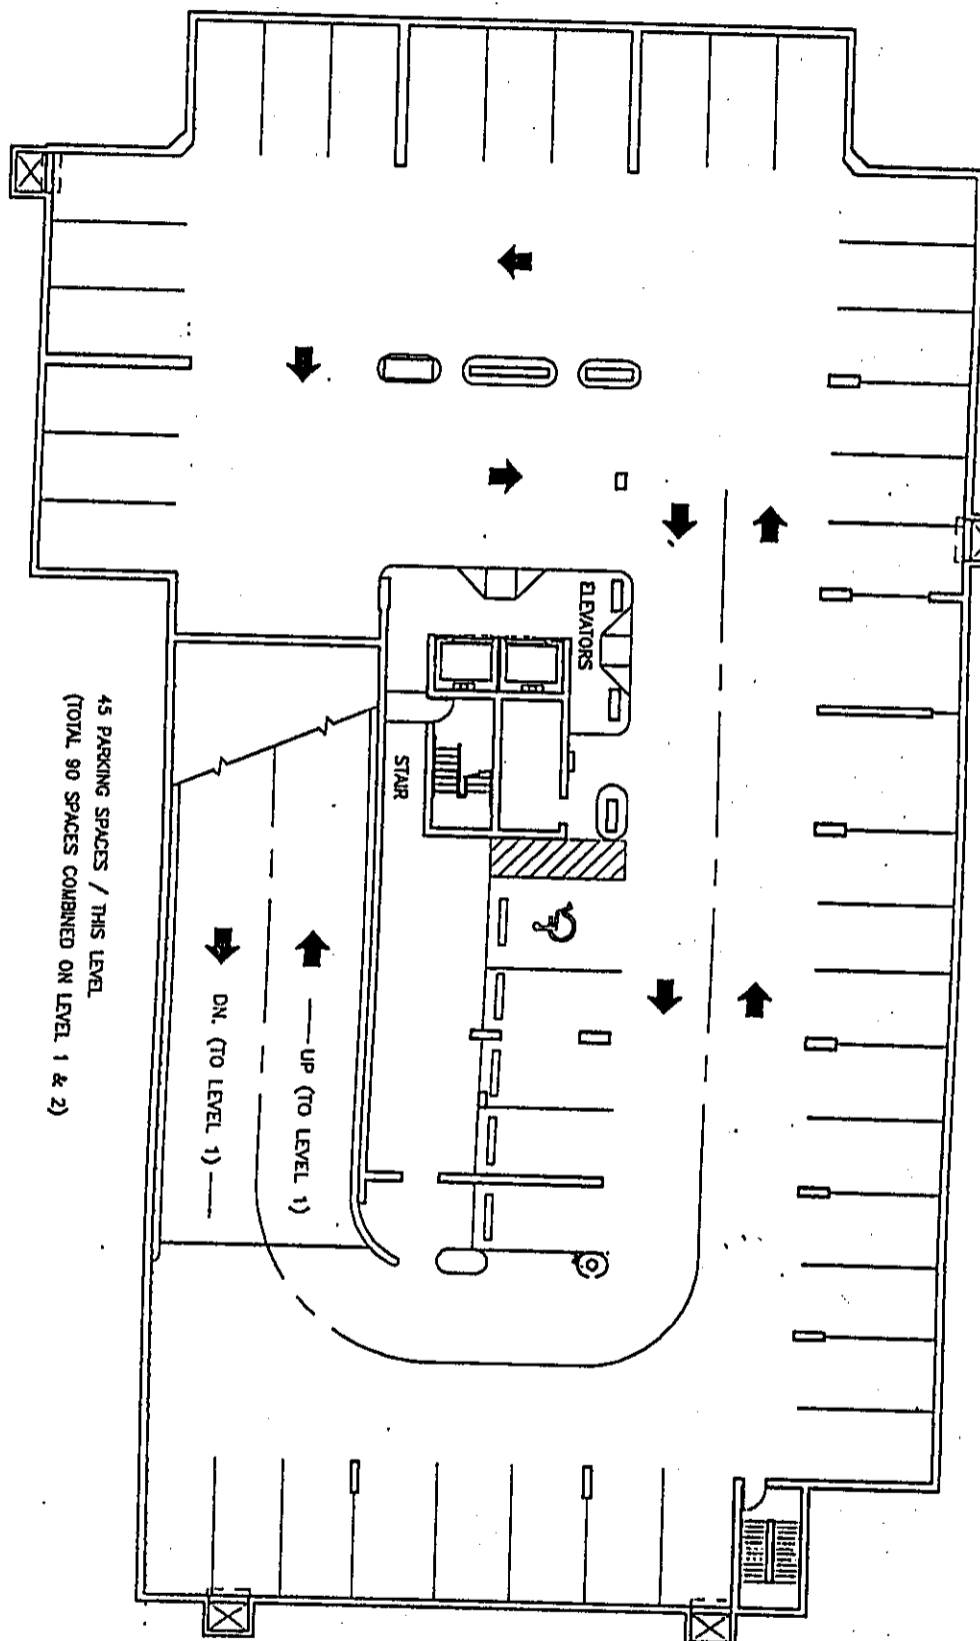 ELEVATORS
STAIR
UP (TO LEVEL 1)
DN. (TO LEVEL 1)
45 PARKING SPACES / THIS LEVEL
(TOTAL 90 SPACES COMBINED ON LEVEL 1 & 2)